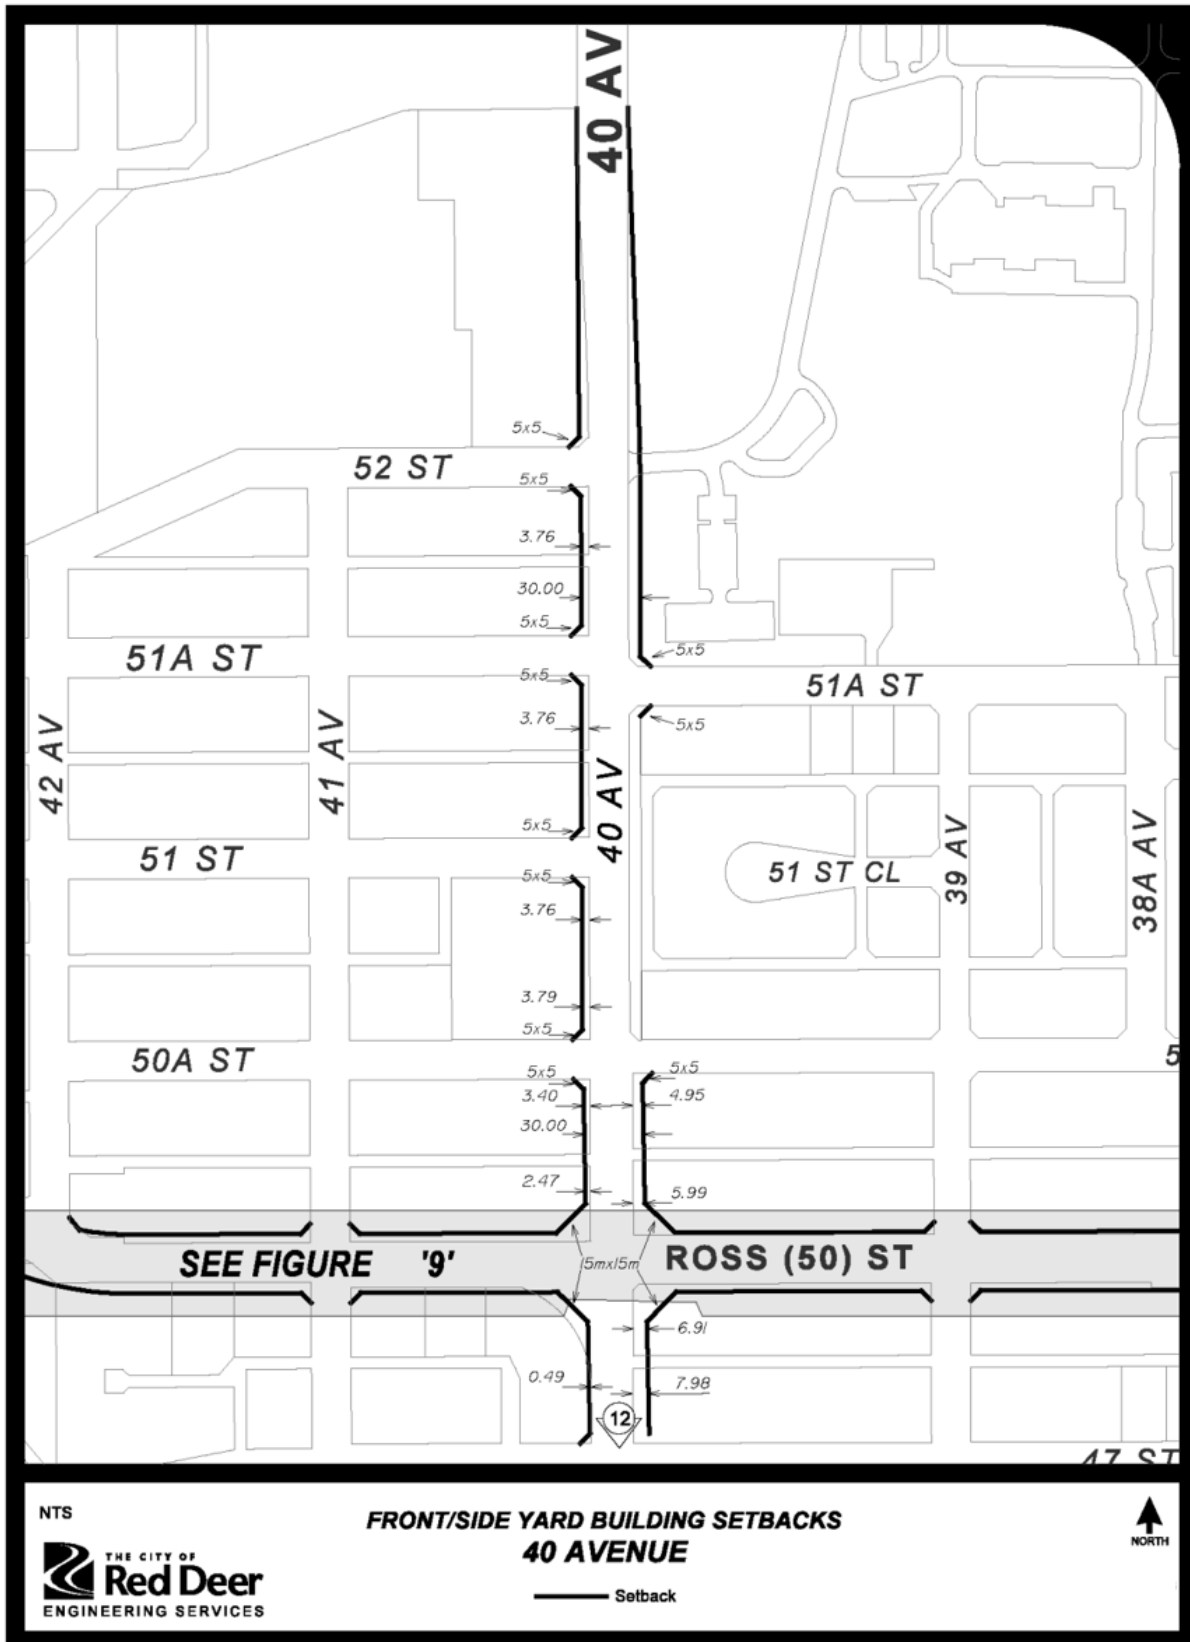 40 AV
5x5
52 ST
5x5
3.76
30.00
5x5
51A ST
5x5
5x5
51A ST
3.76
5x5
42 AV
41 AV
40 AV
5x5
51 ST
51 ST CL
39 AV
38A AV
5x5
3.76
3.79
5x5
50A ST
5
5x5
5x5
3.40
4.95
30.00
2.47
5.99
SEE FIGURE '9'
15mx15m
ROSS (50) ST
6.91
0.49
7.98
12
47 ST
NTS
FRONT/SIDE YARD BUILDING SETBACKS
40 AVENUE
NORTH
THE CITY OF
Red Deer
ENGINEERING SERVICES
Setback